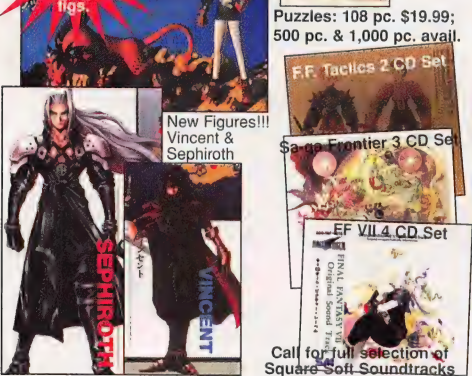 figs.
Puzzles: 108 pc. $19.99;
500 pc. & 1,000 pc. avail.
F.F. Tactics 2 CD Set
New Figures!!!
Vincent &
Sephiroth
Sa-ga Frontier 3 CD Set
FF VII 4 CD Set
FINAL FANTASY VII
Original Sound Track
SEPHIROTH
VINCENT
Call for full selection of
Square Soft Soundtracks